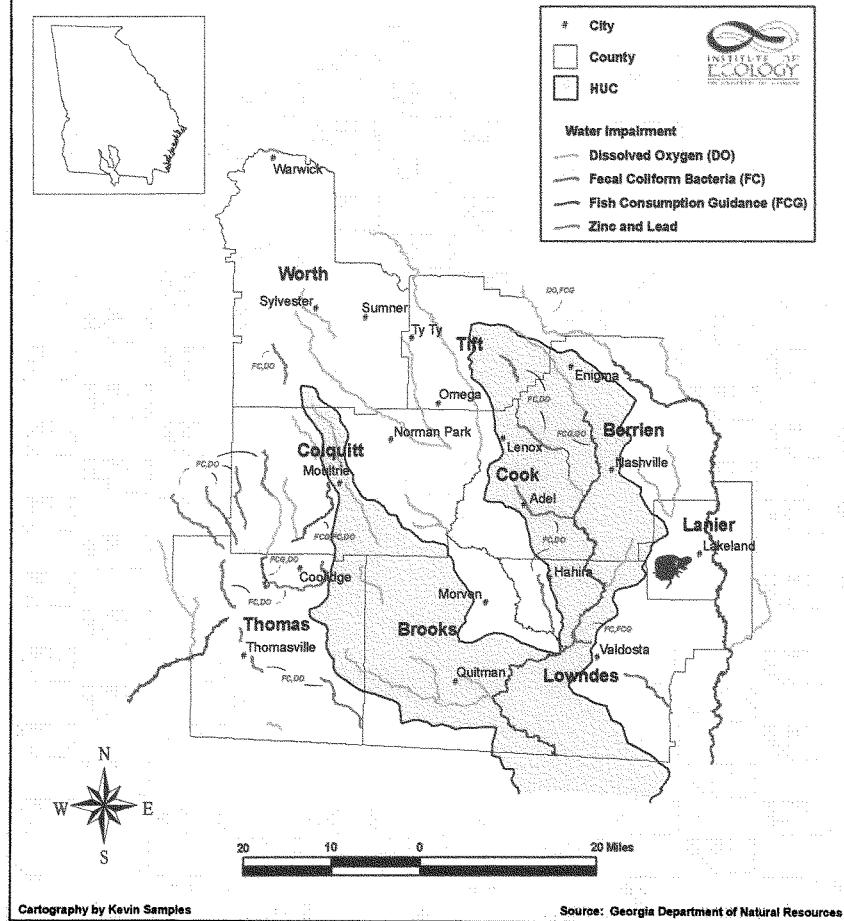 # City
County
HUC
INSTITUTE OF
ECOLOGY
Water Impairment
Dissolved Oxygen (DO)
Fecal Coliform Bacteria (FC)
Fish Consumption Guidance (FCG)
Zinc and Lead
Warwick
Worth
Sylvester
Sumner
DO,FCG
Ty Ty
Tift
FC,DO
Enigma
Omega
FC,DO
Norman Park
Lenox
FCG,DO
Berrien
Colquitt
Moultrie
FC,DO
Cook
Nashville
Adel
Lanier
FC,DO
Lakeland
FCG,DO
Coolidge
Hahira
FC,DO
Morven
Thomas
Brooks
FC,FCG
Thomasville
Valdosta
FC,DO
Quitman
Lowndes
N
W E
S
20 10 0 20 Miles
Cartography by Kevin Samples
Source: Georgia Department of Natural Resources